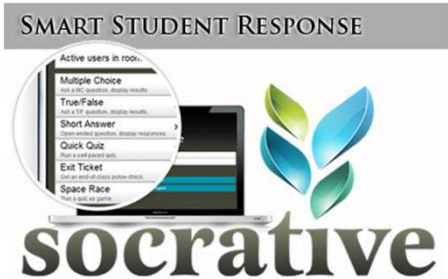 SMART STUDENT RESPONSE
Active users in room
Multiple Choice
Ask a MC question, display results.
True/False
Ask a T/F question, display results.
Short Answer
Open-ended question, display responses.
Quick Quiz
Run a self-paced quiz.
Exit Ticket
Get an end-of-class pulse check.
Space Race
Run a quiz as game.
socrative